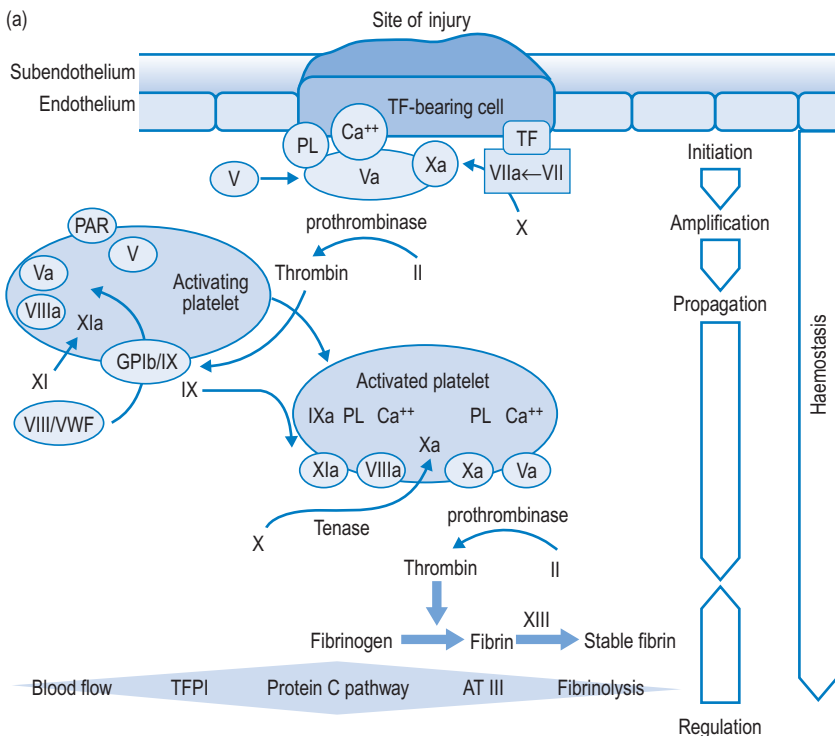 (a)
Site of injury
Subendothelium
Endothelium
TF-bearing cell
PL
Ca++
TF
V
Va
Xa
VIIa←VII
X
prothrombinase
Thrombin
II
Initiation
Amplification
Propagation
Haemostasis
PAR
V
Va
Activating
platelet
VIIIa
XIa
XI
GPIb/IX
VIII/VWF
IX
Activated platelet
IXa PL Ca++ PL Ca++
Xa
XIa
VIIIa
Xa
Va
X
Tenase
prothrombinase
Thrombin
II
XIII
Fibrinogen
Fibrin
Stable fibrin
Blood flow
TFPI
Protein C pathway
AT III
Fibrinolysis
Regulation